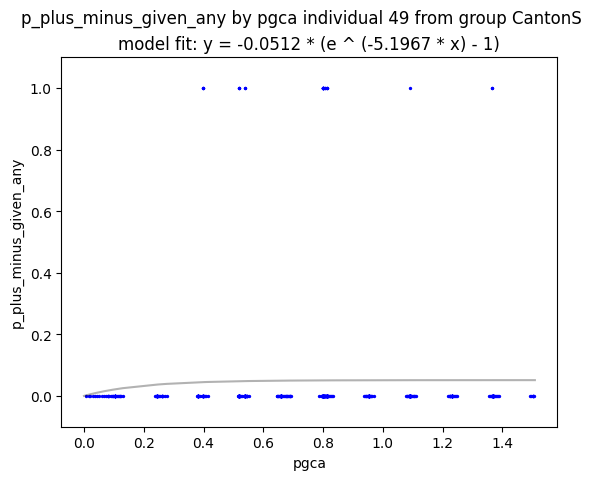 p_plus_minus_given_any by pgca individual 49 from group CantonS
model fit: y = -0.0512 * (e ^ (-5.1967 * x) - 1)
1.0
0.8
0.6
0.4
0.2
0.0
p_plus_minus_given_any
0.0 0.2 0.4 0.6 0.8 1.0 1.2 1.4
pgca